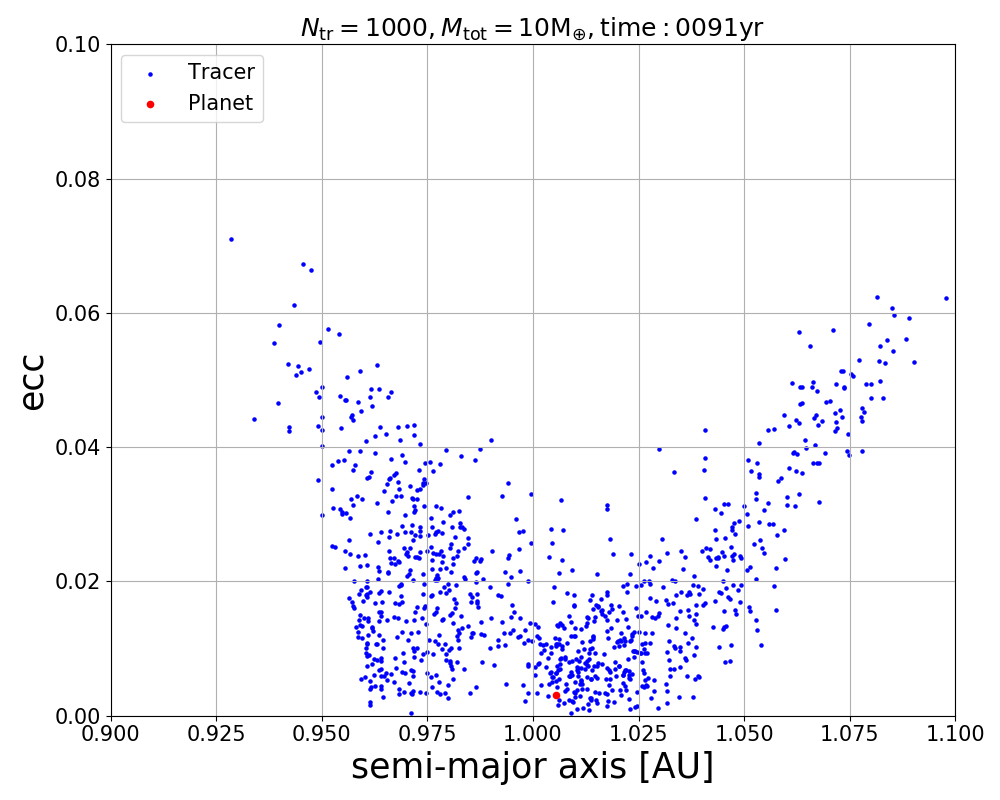 N_tr = 1000, M_tot = 10M_⊕, time : 0091yr
Tracer
Planet
ecc
0.10
0.08
0.06
0.04
0.02
0.00
0.900 0.925 0.950 0.975 1.000 1.025 1.050 1.075 1.100
semi-major axis [AU]